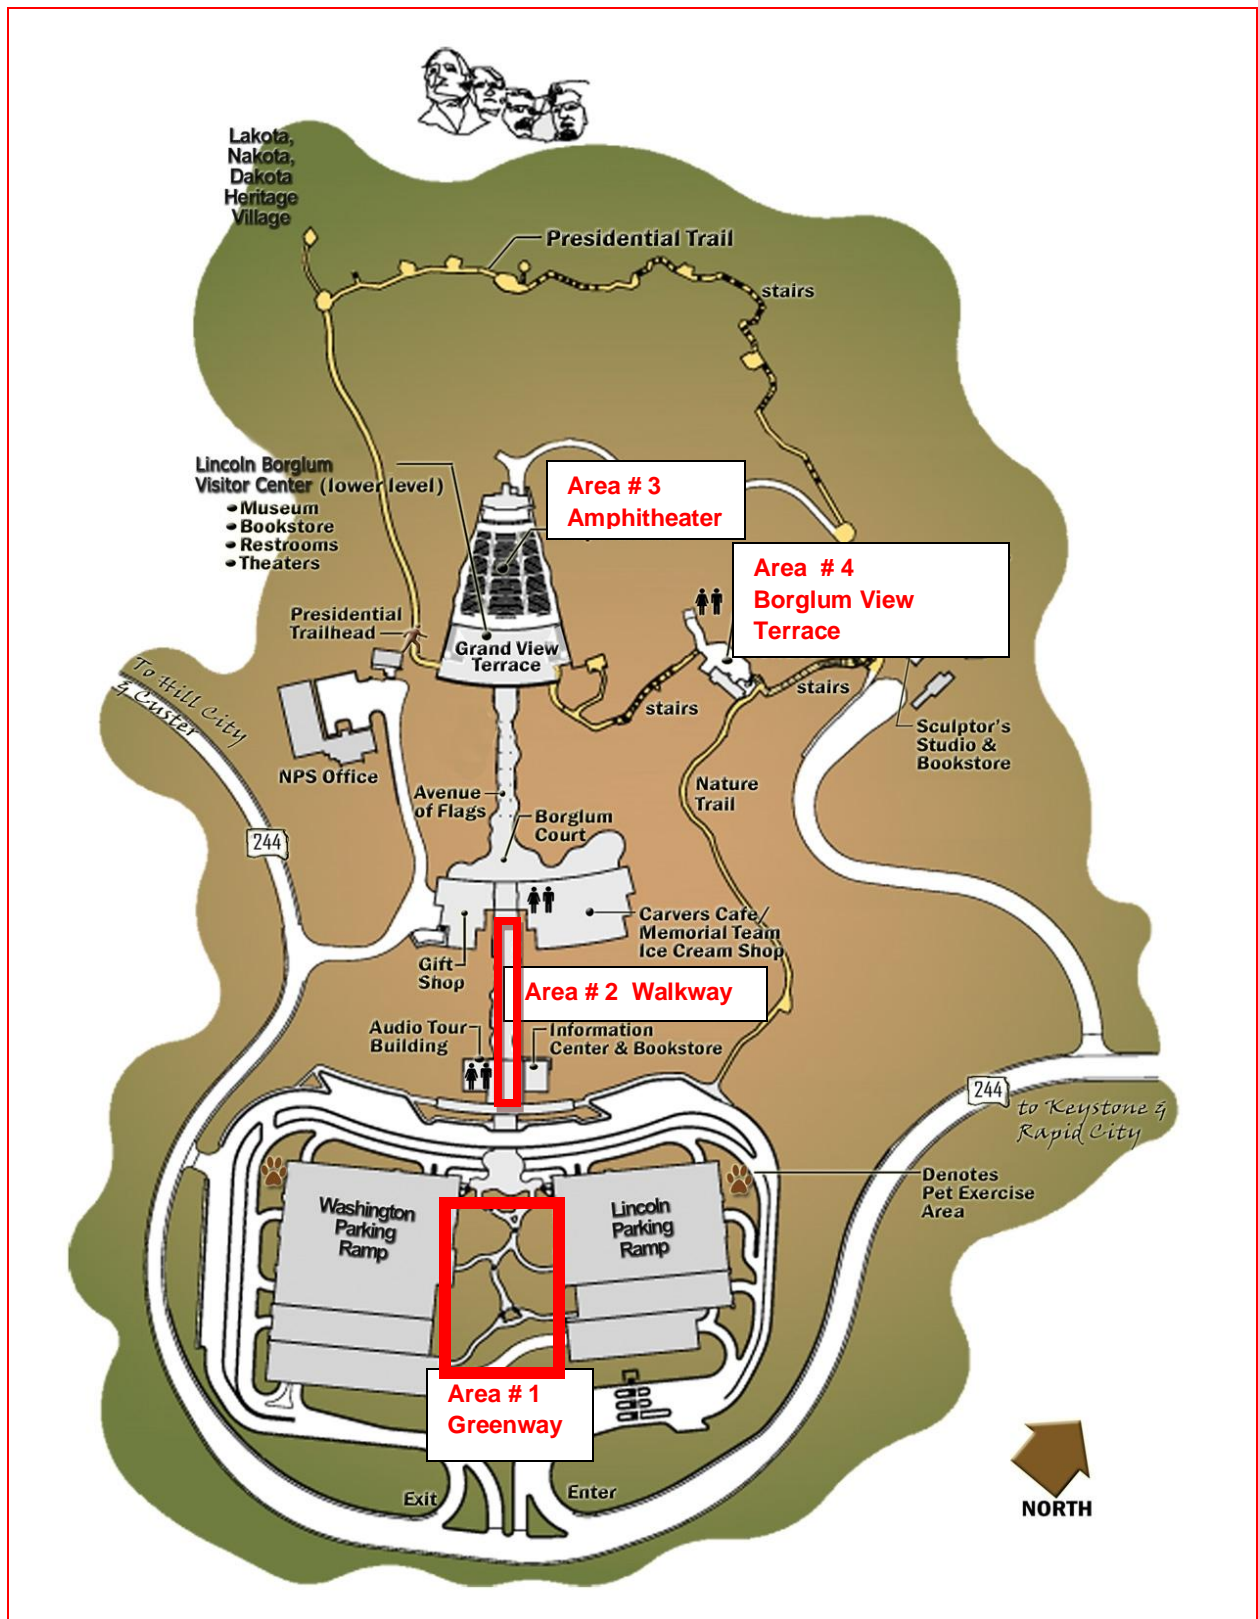 Lakota,
Nakota,
Dakota
Heritage
Village
Presidential Trail
stairs
Lincoln Borglum
Visitor Center (lower level)
Museum
Bookstore
Restrooms
Theaters
Area # 3
Amphitheater
Area # 4
Borglum View
Terrace
Presidential
Trailhead
Grand View
Terrace
To Hill City
& Custer
stairs
stairs
Sculptor's
Studio &
Bookstore
NPS Office
Avenue
of Flags
Nature
Trail
Borglum
Court
244
Carvers Cafe/
Memorial Team
Ice Cream Shop
Gift
Shop
Area # 2 Walkway
Audio Tour
Building
Information
Center & Bookstore
244
to Keystone &
Rapid City
Denotes
Pet Exercise
Area
Washington
Parking
Ramp
Lincoln
Parking
Ramp
Area # 1
Greenway
Exit
Enter
NORTH